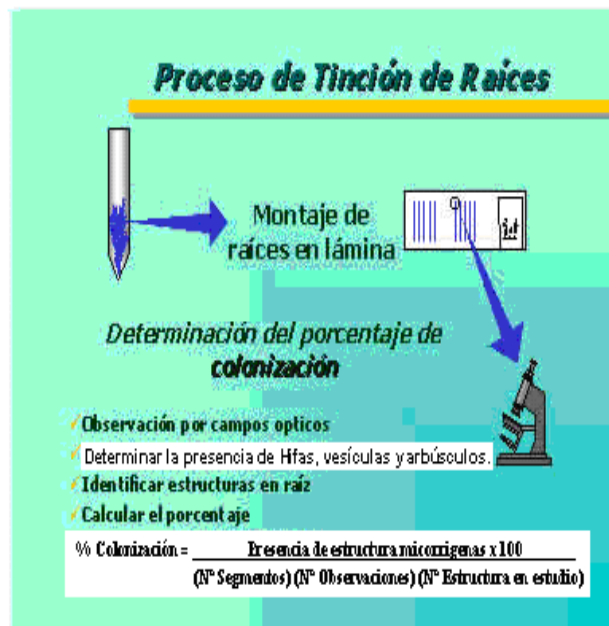 Proceso de Tinción de Raíces
Montaje de
raíces en lámina
Determinación del porcentaje de
colonización
Observación por campos opticos
Determinar la presencia de Hifas, vesículas y arbúsculos.
Identificar estructuras en raíz
Calcular el porcentaje
% Colonización = Presencia de estructura micorrigenas x 100
(Nº Segmentos) (Nº Observaciones) (Nº Estructura en estudio)